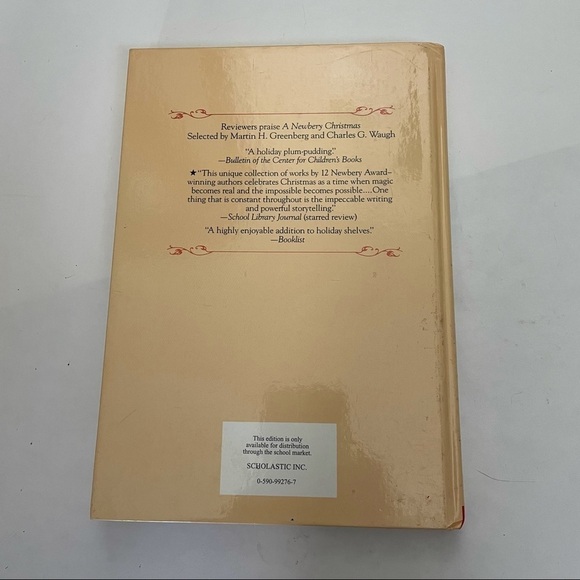 Reviewers praise A Newbery Christmas
Selected by Martin H. Greenberg and Charles G. Waugh
"A holiday plum-pudding."
—Bulletin of the Center for Children's Books
★"This unique collection of works by 12 Newbery Award–
winning authors celebrates Christmas as a time when magic
becomes real and the impossible becomes possible.....One
thing that is constant throughout is the impeccable writing
and powerful storytelling."
—School Library Journal (starred review)
"A highly enjoyable addition to holiday shelves."
—Booklist
This edition is only
available for distribution
through the school market.
SCHOLASTIC INC.
0-590-99276-7